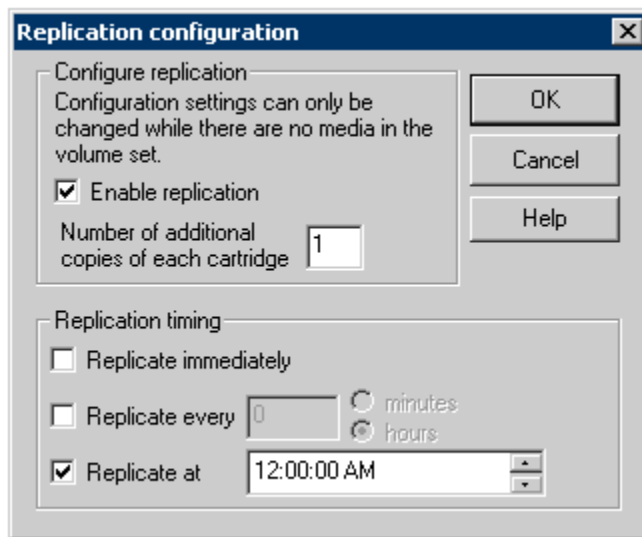 Replication configuration
Configure replication
Configuration settings can only be
changed while there are no media in the
volume set.
Enable replication
Number of additional
copies of each cartridge 1
OK
Cancel
Help
Replication timing
Replicate immediately
Replicate every 0 minutes
hours
Replicate at 12:00:00 AM